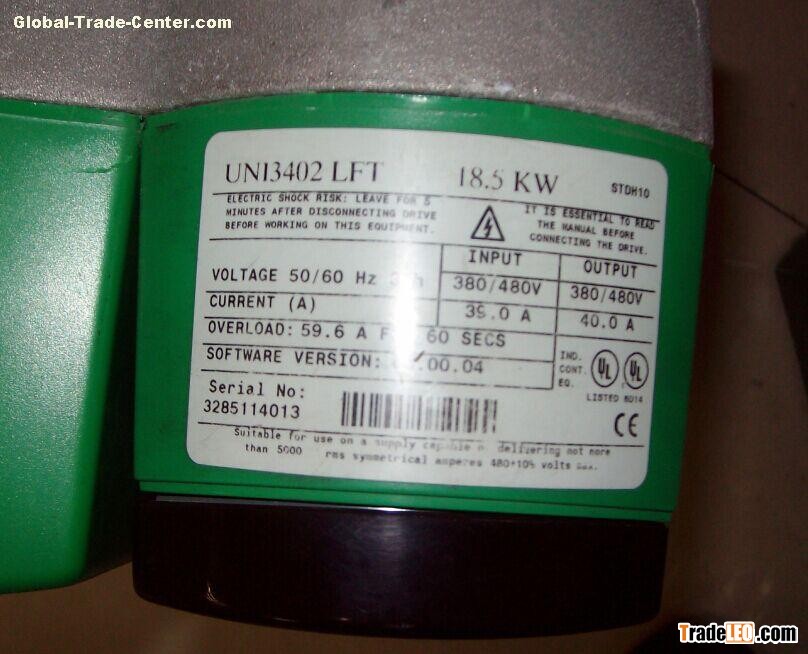 Global-Trade-Center.com
UNI3402 LFT 18.5 KW STDH10
ELECTRIC SHOCK RISK: LEAVE FOR 5
MINUTES AFTER DISCONNECTING DRIVE
BEFORE WORKING ON THIS EQUIPMENT.
IT IS ESSENTIAL TO READ
THE MANUAL BEFORE
CONNECTING THE DRIVE.
INPUT OUTPUT
VOLTAGE 50/60 Hz 380/480V 380/480V
CURRENT (A) 39.0 A 40.0 A
OVERLOAD: 59.6 A 60 SECS
SOFTWARE VERSION: .00.04
IND.
CONT.
EQ.
UL UL
LISTED 8D14
Serial No:
3285114013
CE
Suitable for use on a supply capable delivering not more
than 5000 rms symmetrical amperes 480+10% volts
TradeLEO.com